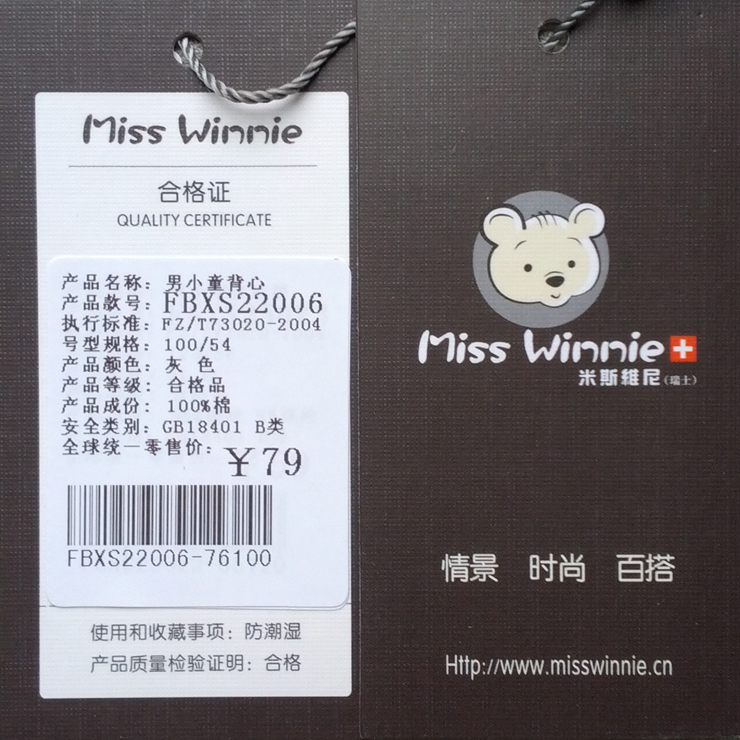 Miss Winnie
合格证
QUALITY CERTIFICATE
产品名称：男小童背心
产品款号：FBXS22006
执行标准：FZ/T73020-2004
号型规格：100/54
产品颜色：灰 色
产品等级：合格品
产品成份：100%棉
安全类别：GB18401 B类
全球统一零售价：￥79
FBXS22006-76100
使用和收藏事项：防潮湿
产品质量检验证明：合格
Miss Winnie
米斯維尼（瑞士）
情景 时尚 百搭
Http://www.misswinnie.cn